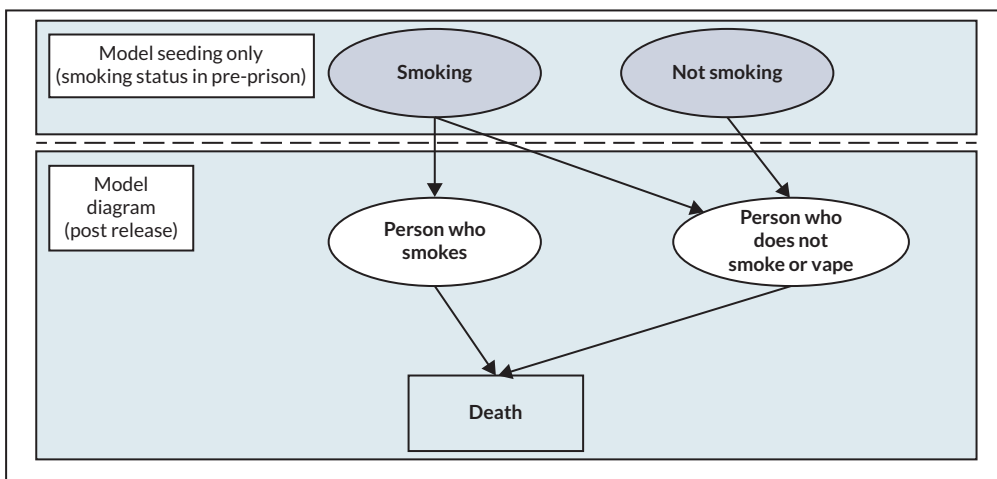 Model seeding only
(smoking status in pre-prison)
Smoking
Not smoking
Model
diagram
(post release)
Person who
smokes
Person who
does not
smoke or vape
Death